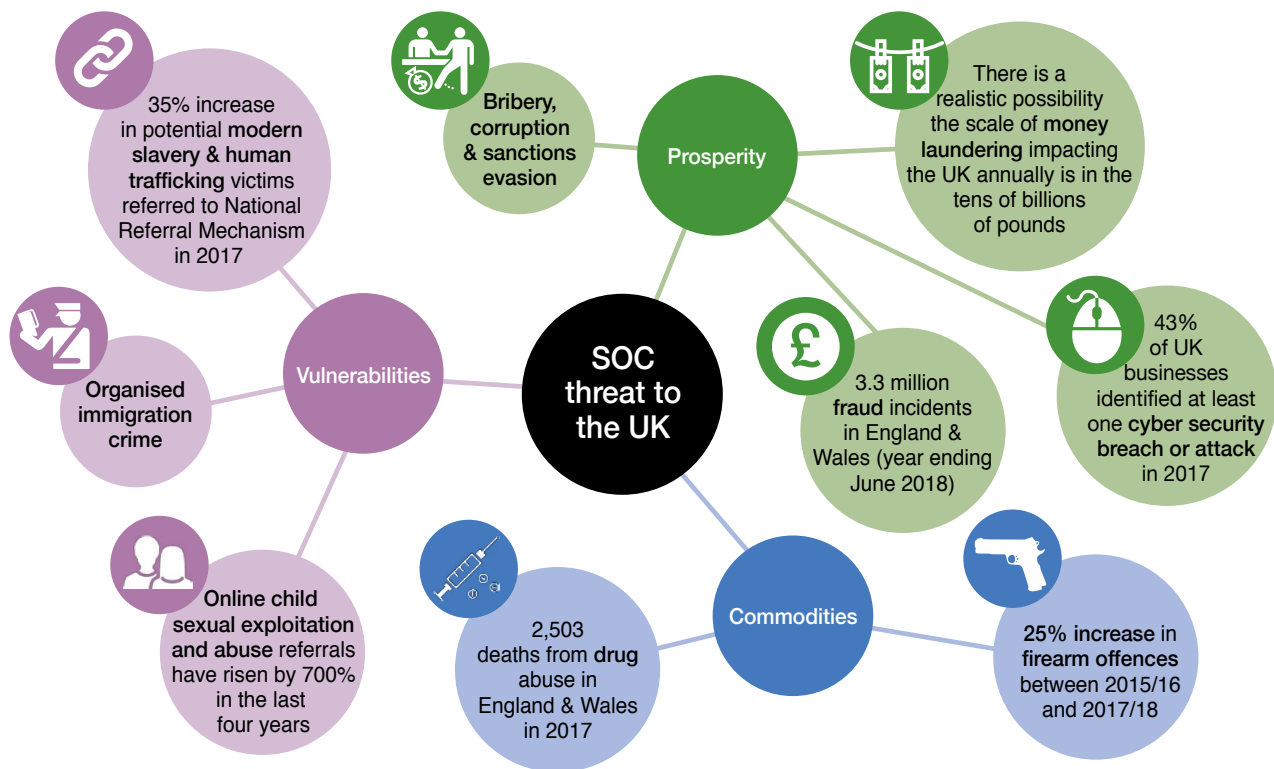 35% increase
in potential modern
slavery & human
trafficking victims
referred to National
Referral Mechanism
in 2017
Organised
immigration
crime
Online child
sexual exploitation
and abuse referrals
have risen by 700%
in the last
four years
Vulnerabilities
SOC
threat to
the UK
Prosperity
Bribery,
corruption
& sanctions
evasion
There is a
realistic possibility
the scale of money
laundering impacting
the UK annually is in the
tens of billions
of pounds
£
3.3 million
fraud incidents
in England &
Wales (year ending
June 2018)
43%
of UK
businesses
identified at least
one cyber security
breach or attack
in 2017
Commodities
2,503
deaths from drug
abuse in
England & Wales
in 2017
25% increase in
firearm offences
between 2015/16
and 2017/18